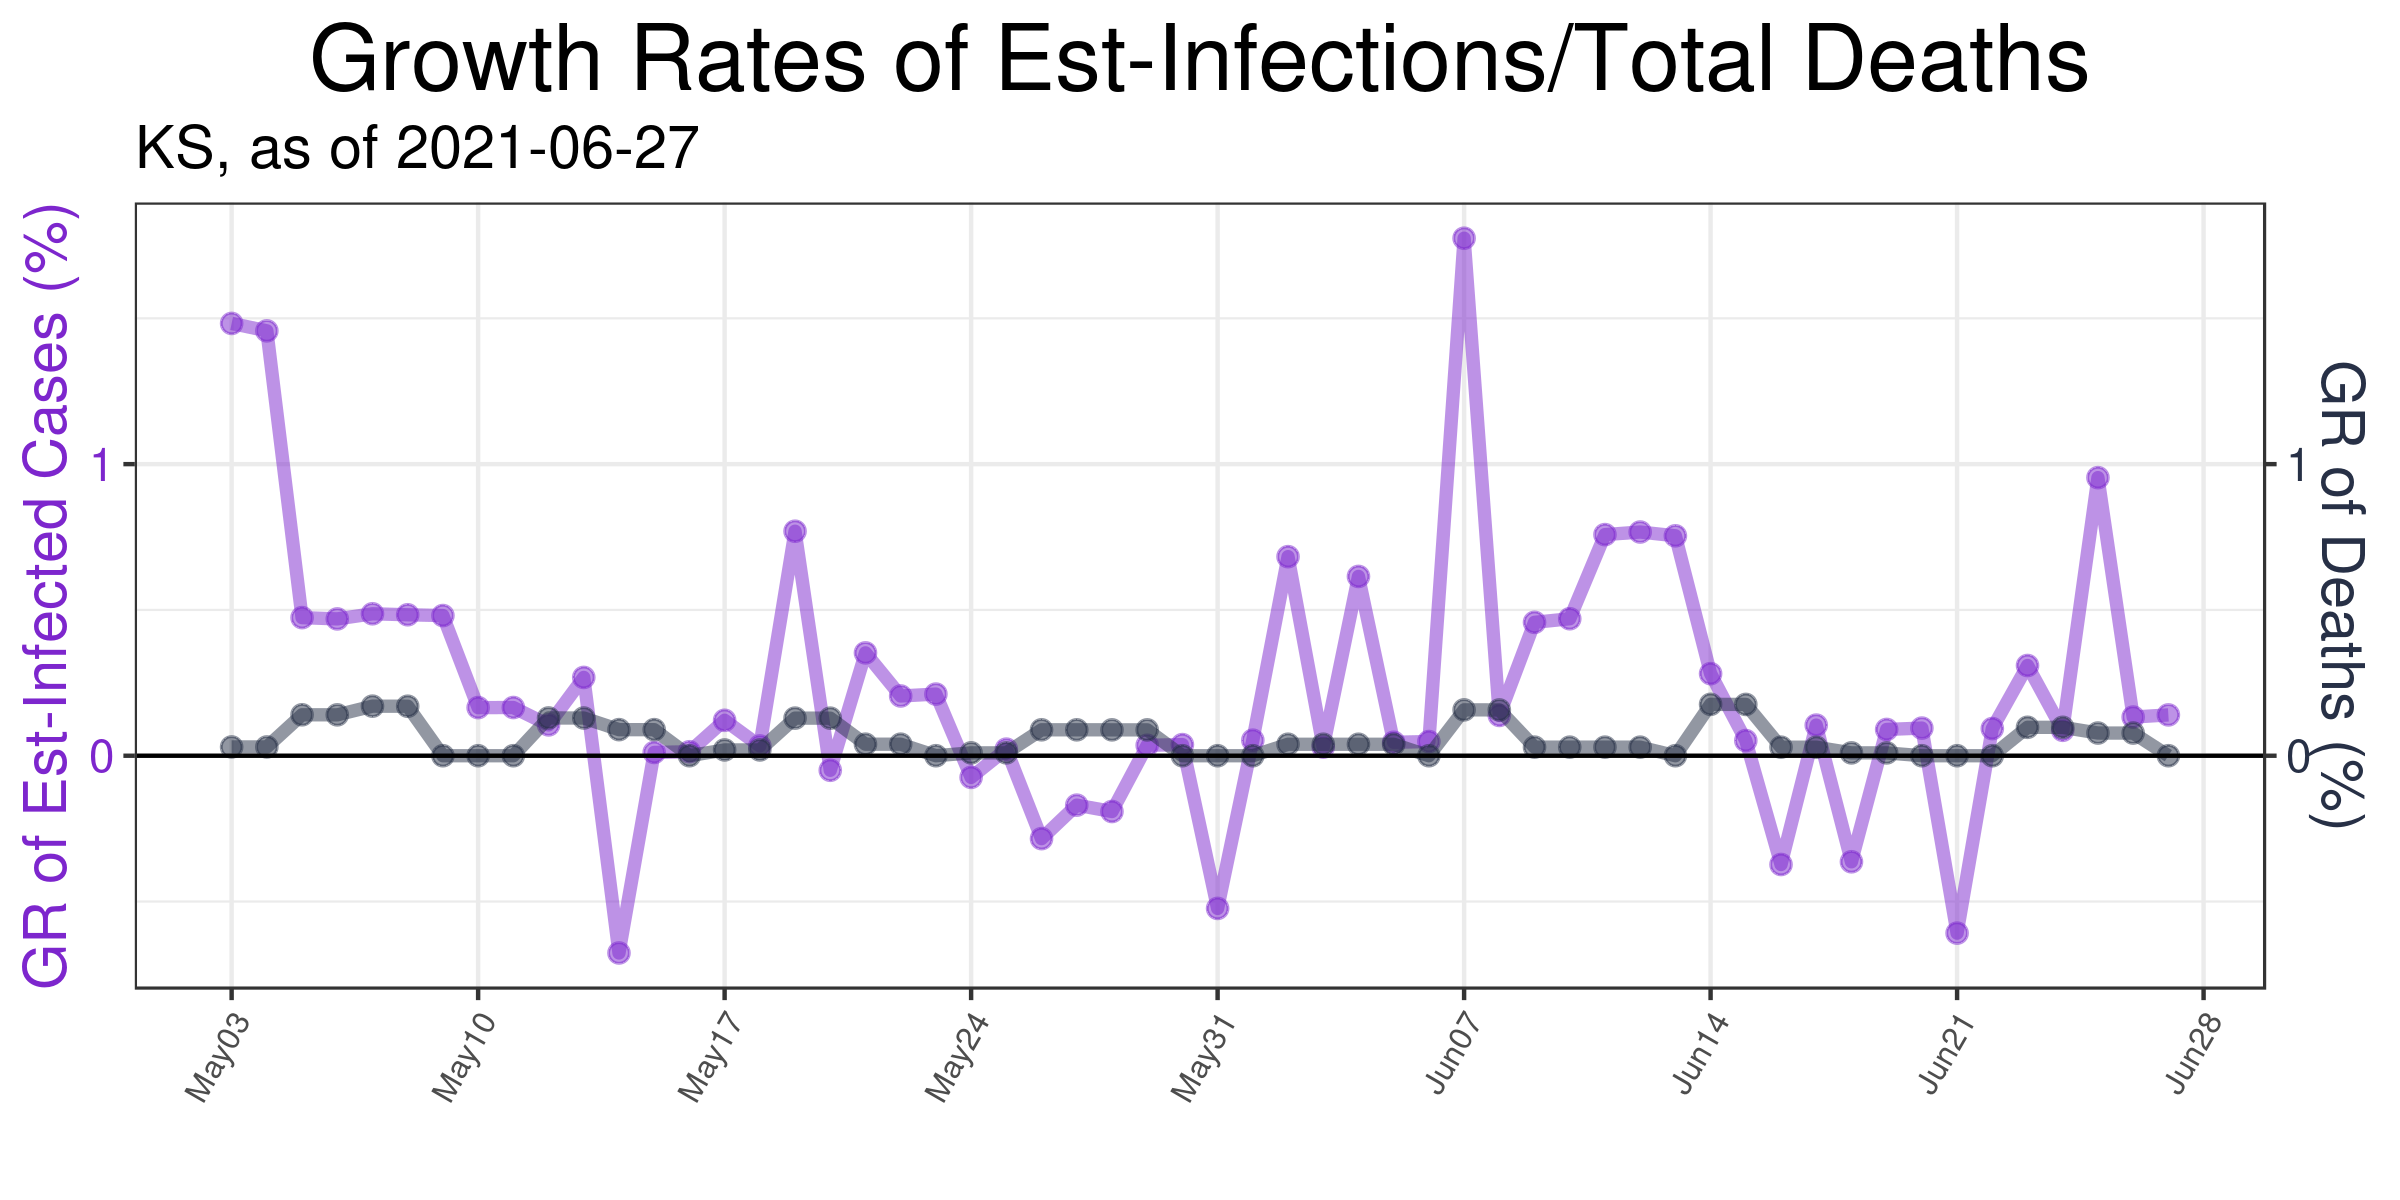 Growth Rates of Est-Infections/Total Deaths
KS, as of 2021-06-27
GR of Est-Infected Cases (%)
1
0
GR of Deaths (%)
1
0
May03
May10
May17
May24
May31
Jun07
Jun14
Jun21
Jun28